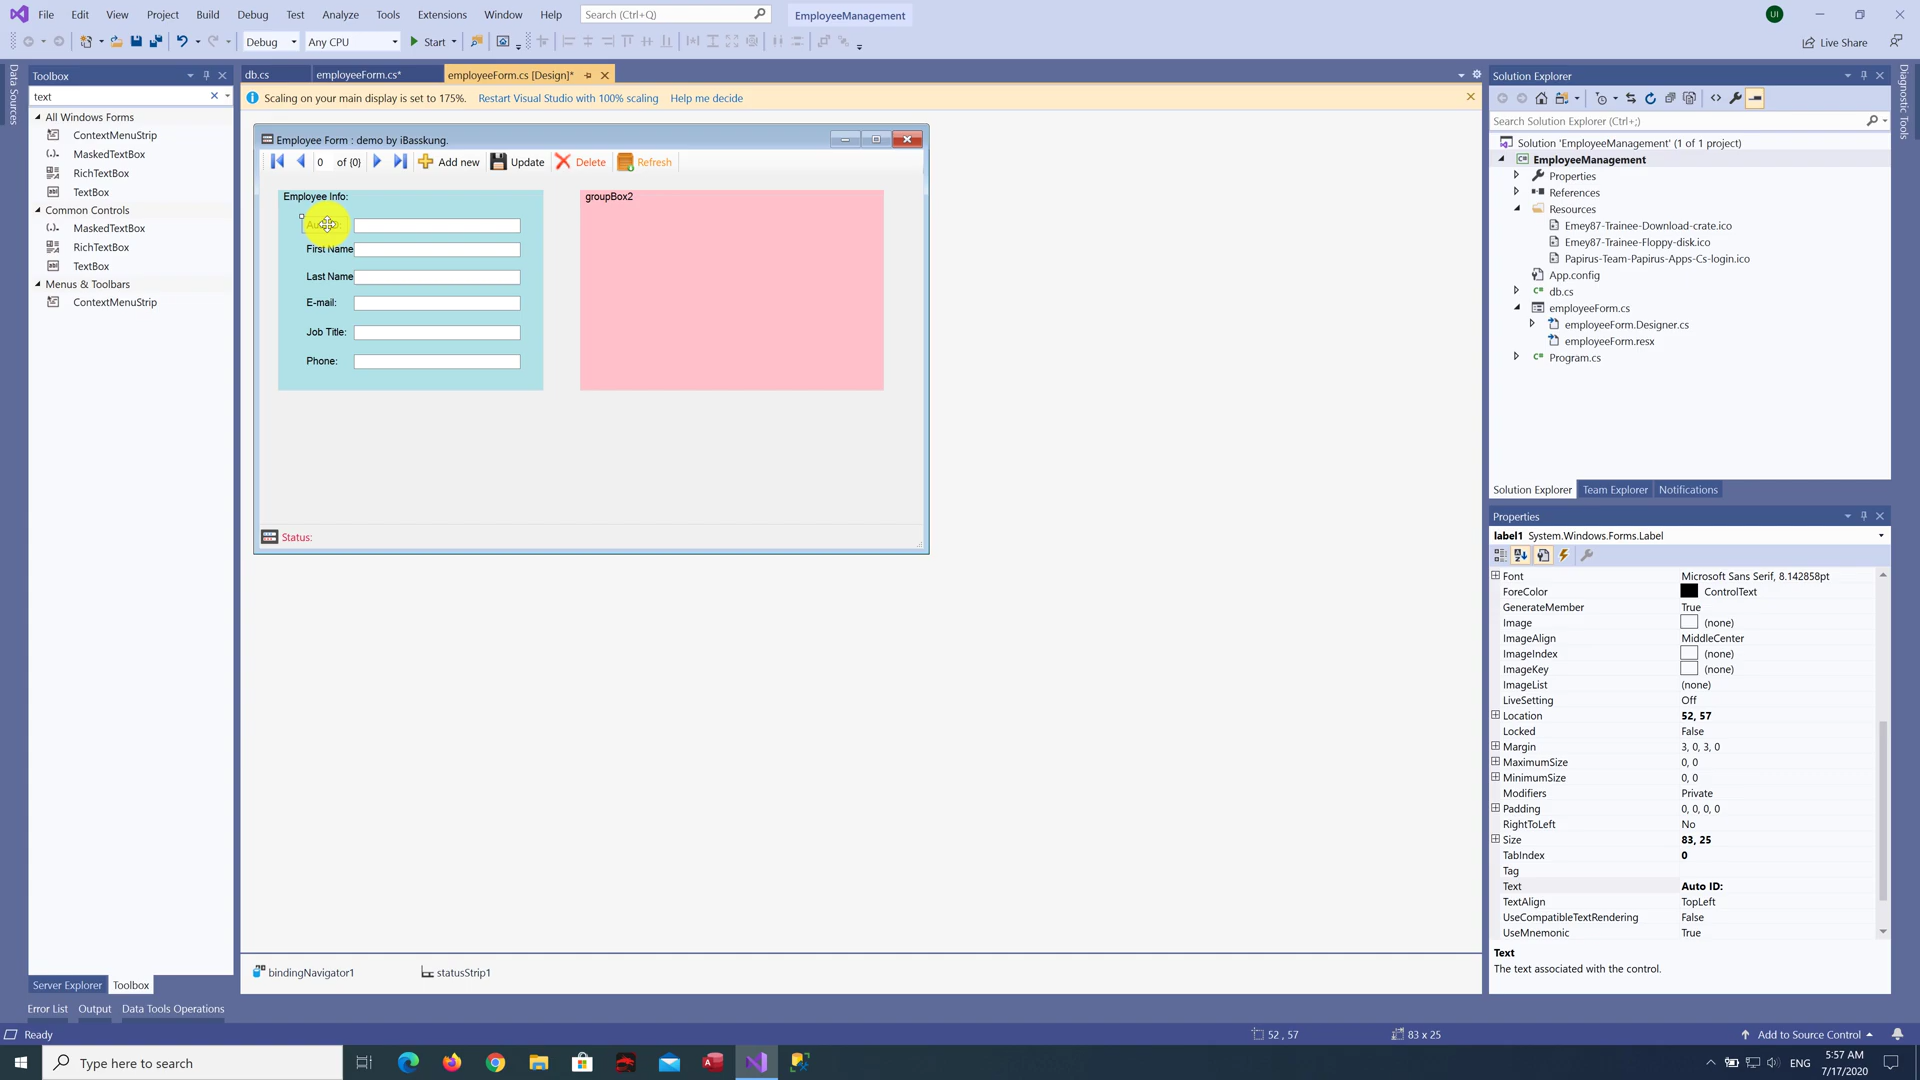 File Edit View Project Build Debug Test Analyze Tools Extensions Window Help Search (Ctrl+Q) EmployeeManagement UI
Debug Any CPU Start Live Share
Data Sources
Toolbox
text
All Windows Forms
ContextMenuStrip
MaskedTextBox
RichTextBox
TextBox
Common Controls
MaskedTextBox
RichTextBox
TextBox
Menus & Toolbars
ContextMenuStrip
Server Explorer Toolbox
db.cs employeeForm.cs* employeeForm.cs [Design]*
Scaling on your main display is set to 175%. Restart Visual Studio with 100% scaling Help me decide
Employee Form : demo by iBasskung.
0 of {0} Add new Update Delete Refresh
Employee Info:
First Name
Last Name
E-mail:
Job Title:
Phone:
groupBox2
Status:
bindingNavigator1 statusStrip1
Solution Explorer
Search Solution Explorer (Ctrl+;)
Solution 'EmployeeManagement' (1 of 1 project)
EmployeeManagement
Properties
References
Resources
Emey87-Trainee-Download-crate.ico
Emey87-Trainee-Floppy-disk.ico
Papirus-Team-Papirus-Apps-Cs-login.ico
App.config
db.cs
employeeForm.cs
employeeForm.Designer.cs
employeeForm.resx
Program.cs
Solution Explorer Team Explorer Notifications
Diagnostic Tools
Properties
label1 System.Windows.Forms.Label
Font Microsoft Sans Serif, 8.142858pt
ForeColor ControlText
GenerateMember True
Image (none)
ImageAlign MiddleCenter
ImageIndex (none)
ImageKey (none)
ImageList (none)
LiveSetting Off
Location 52, 57
Locked False
Margin 3, 0, 3, 0
MaximumSize 0, 0
MinimumSize 0, 0
Modifiers Private
Padding 0, 0, 0, 0
RightToLeft No
Size 83, 25
TabIndex 0
Tag
Text Auto ID:
TextAlign TopLeft
UseCompatibleTextRendering False
UseMnemonic True
Text
The text associated with the control.
Error List Output Data Tools Operations
Ready 52 , 57 83 x 25 Add to Source Control
Type here to search ENG 5:57 AM
7/17/2020